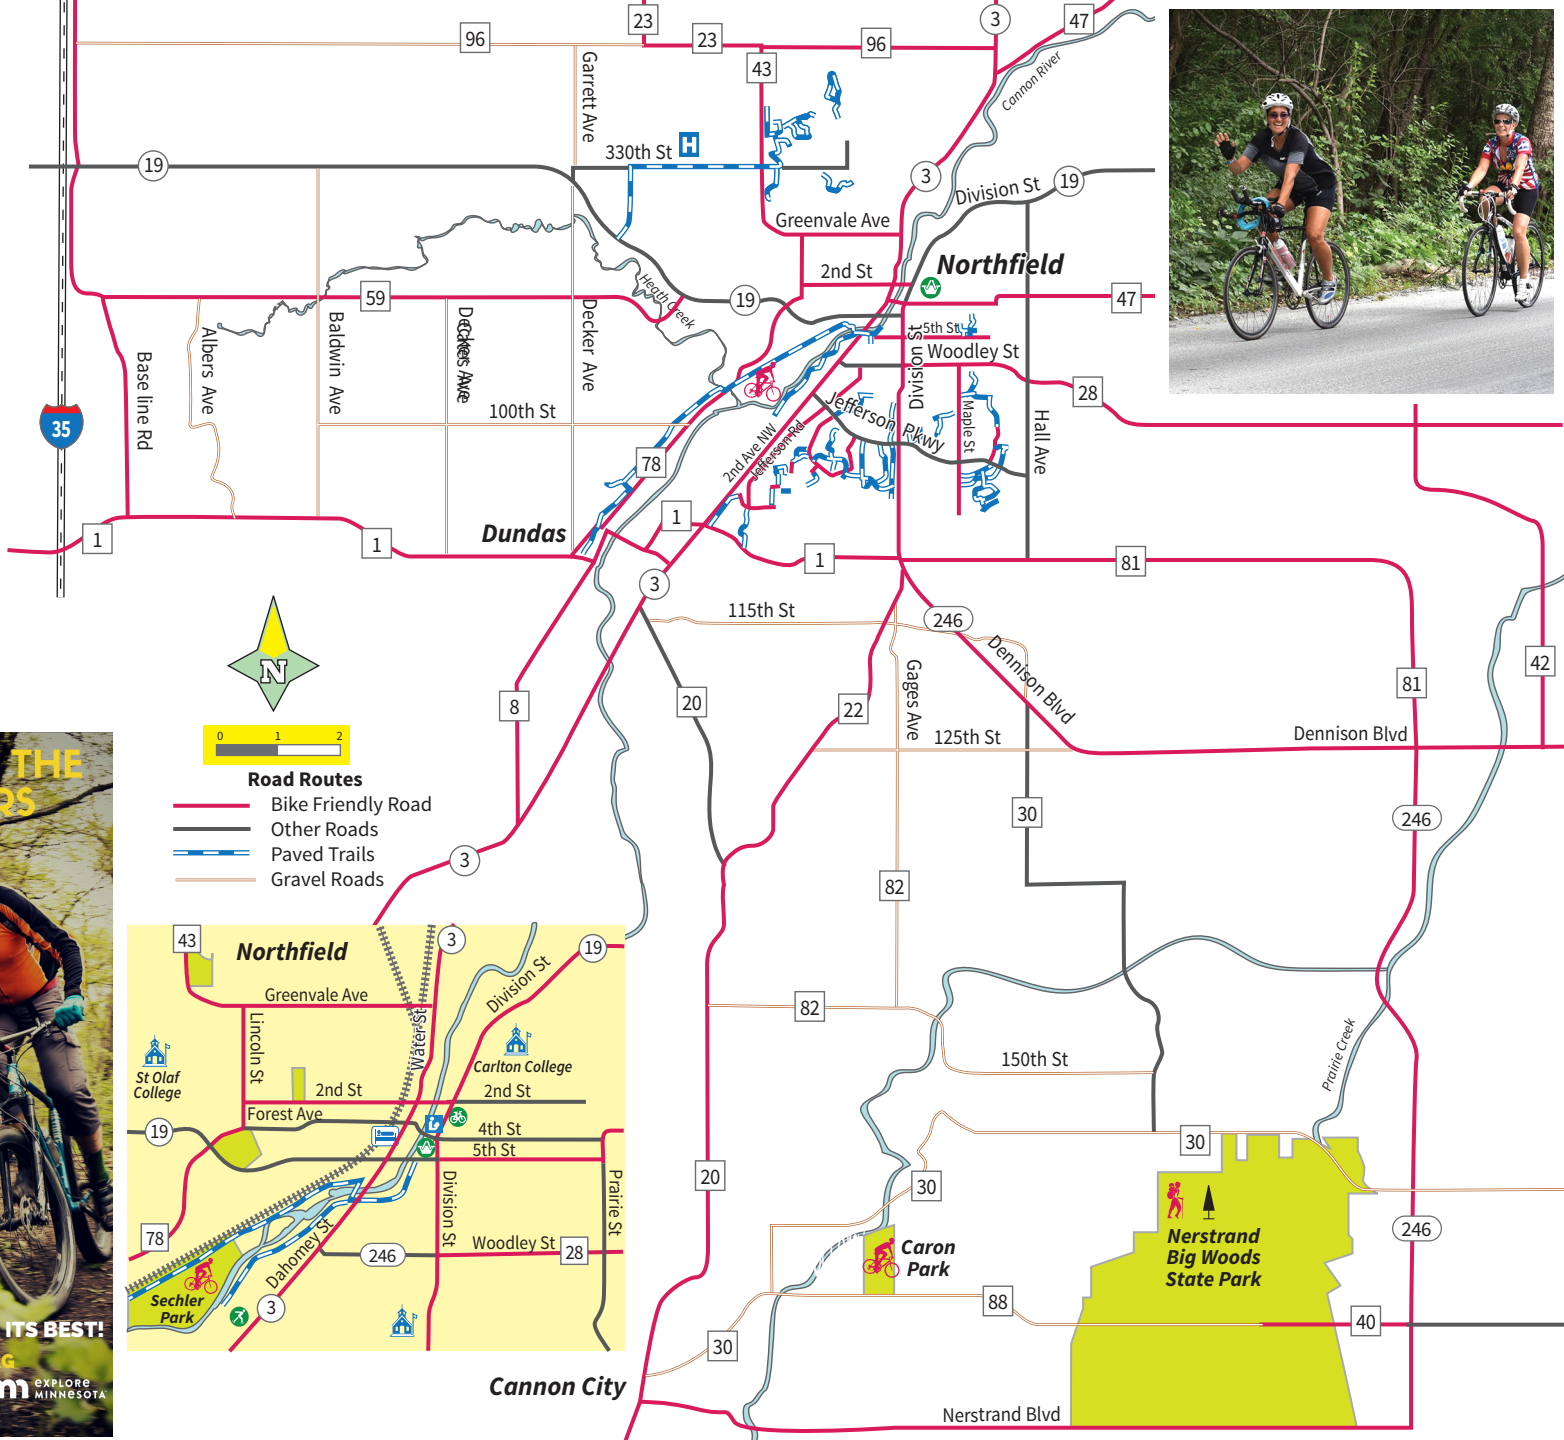 23
3
47
96
23
96
43
Garrett Ave
Cannon River
330th St
H
19
3
Division St
19
Greenvale Ave
Northfield
2nd St
Heath Creek
59
19
47
Base line Rd
Albers Ave
Baldwin Ave
Decker Ave
5th St
Division St
Woodley St
28
35
100th St
Jefferson Pkwy
Maple St
Hall Ave
2nd Ave NW
Jefferson Rd
78
1
1
Dundas
1
1
81
3
115th St
246
Dennison Blvd
N
8
20
22
Gages Ave
81
42
125th St
Dennison Blvd
0 1 2
Road Routes
Bike Friendly Road
Other Roads
Paved Trails
Gravel Roads
THE
30
246
3
82
43
Northfield
3
19
Greenvale Ave
Division St
Lincoln St
Water St
St Olaf
College
Carlton College
2nd St
2nd St
Forest Ave
19
4th St
5th St
Division St
Prairie St
78
246
Woodley St
28
Dahomey St
Sechler
Park
3
82
150th St
Prairie Creek
30
20
30
Caron
Park
Nerstrand
Big Woods
State Park
246
88
40
30
ITS BEST!
EXPLORE
MINNESOTA
Cannon City
Nerstrand Blvd